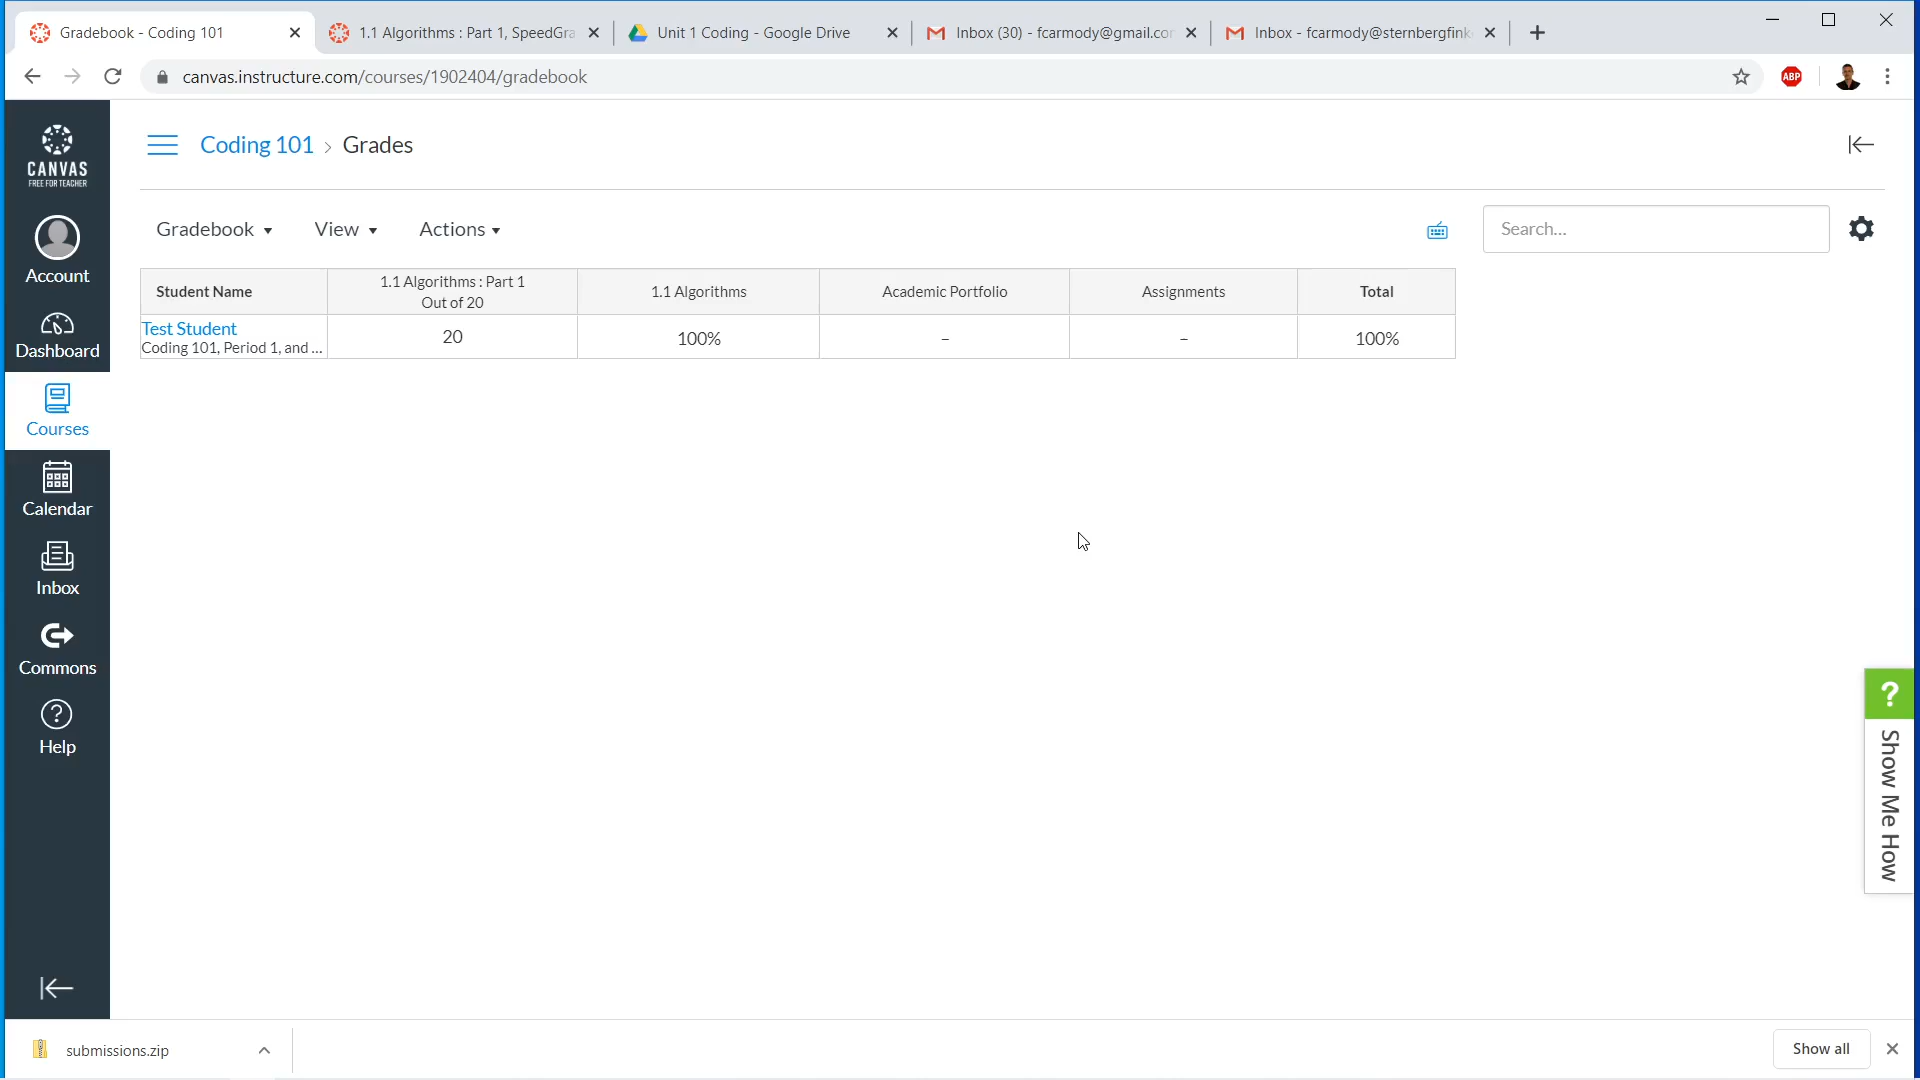 Gradebook - Coding 101
1.1 Algorithms : Part 1, SpeedGra
Unit 1 Coding - Google Drive
Inbox (30) - fcarmody@gmail.co
Inbox - fcarmody@sternbergfink
canvas.instructure.com/courses/1902404/gradebook
ABP
CANVAS
FREE FOR TEACHER
Account
Dashboard
Courses
Calendar
Inbox
Commons
Help
Coding 101 › Grades
Gradebook
View
Actions
Search...
Student Name
1.1 Algorithms : Part 1
Out of 20
1.1 Algorithms
Academic Portfolio
Assignments
Total
Test Student
Coding 101, Period 1, and ...
20
100%
–
–
100%
?
Show Me How
submissions.zip
Show all